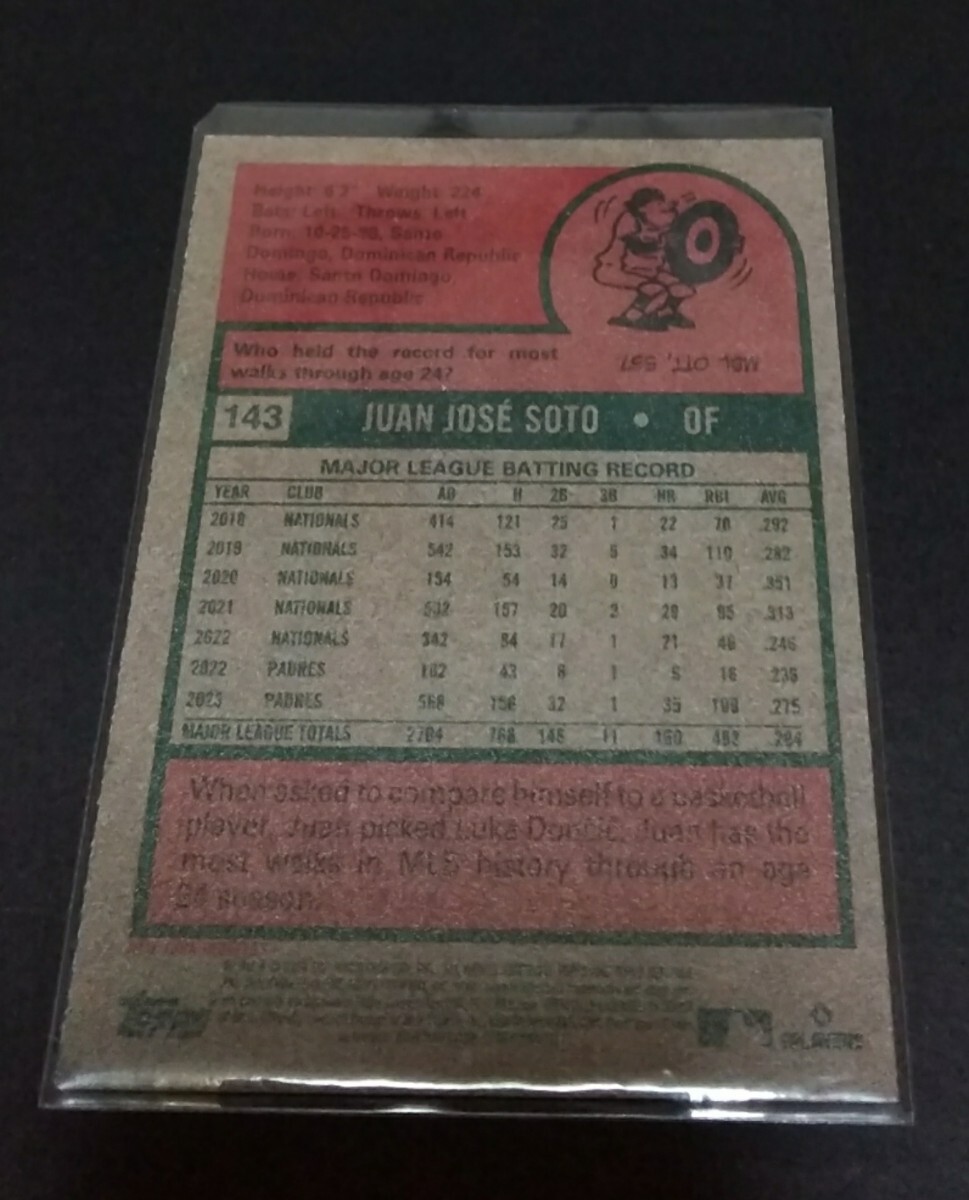 Height: 6'2" Weight: 224
Bats: Left Throws: Left
Born: 10-25-98, Santo
Domingo, Dominican Republic
Home: Santo Domingo,
Dominican Republic
Who held the record for most
walks through age 24?
MEL OTT, 657
143 JUAN JOSÉ SOTO • OF
MAJOR LEAGUE BATTING RECORD
YEAR CLUB AB H 2B 3B HR RBI AVG
2018 NATIONALS 414 121 25 1 22 70 .292
2019 NATIONALS 542 153 32 5 34 110 .282
2020 NATIONALS 154 54 14 0 13 37 .351
2021 NATIONALS 502 157 20 2 29 95 .313
2022 NATIONALS 342 84 17 1 21 46 .246
2022 PADRES 182 43 8 1 6 16 .236
2023 PADRES 568 156 32 1 35 109 .275
MAJOR LEAGUE TOTALS 2704 768 148 11 160 483 .284
When asked to compare himself to a basketball
player, Juan picked Luka Dončić. Juan has the
most walks in MLB history through an age
24 season.
TOPPS
PLAYERS